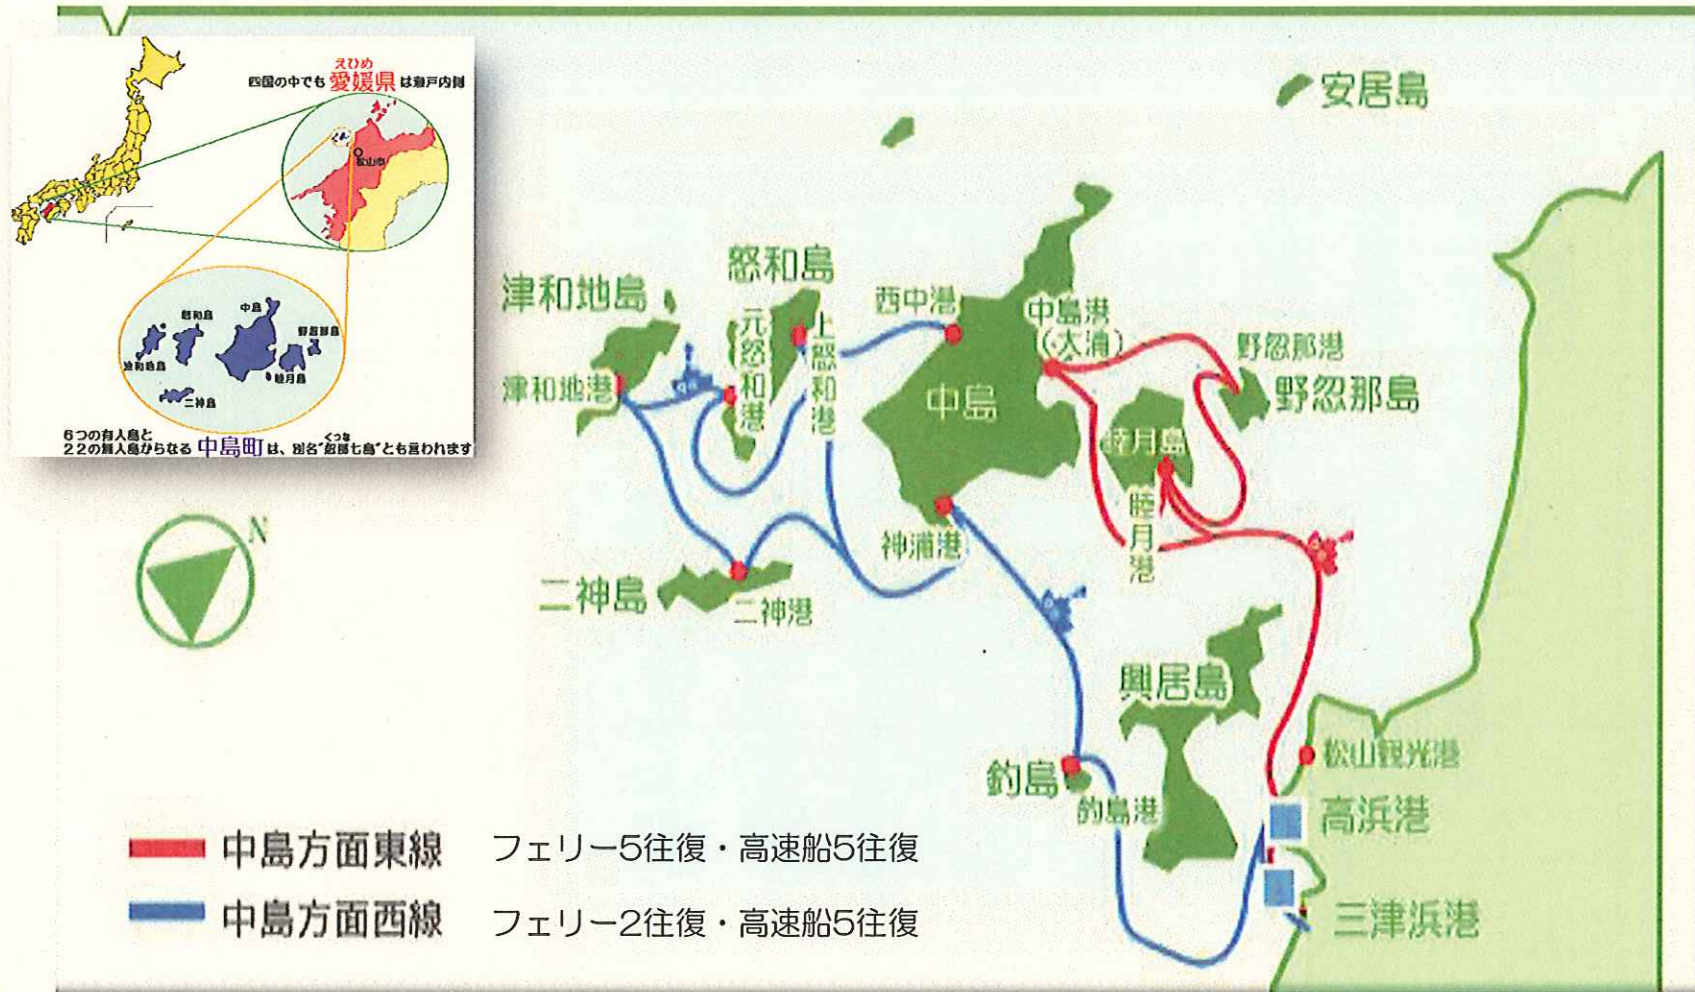 えひめ
四国の中でも 愛媛県 は瀬戸内側
松山市
中島
怒和島
野忽那島
津和地島
睦月島
二神島
6つの有人島と
くつな
22の無人島からなる 中島町 は、別名"忽那七島"とも言われます
安居島
N
津和地島
怒和島
西中港
中島港
(大浦)
野忽那港
野忽那島
元怒和港
上怒和港
津和地港
中島
睦月島
睦月港
神浦港
二神島
二神港
興居島
釣島
釣島港
松山観光港
高浜港
三津浜港
中島方面東線 フェリー5往復・高速船5往復
中島方面西線 フェリー2往復・高速船5往復